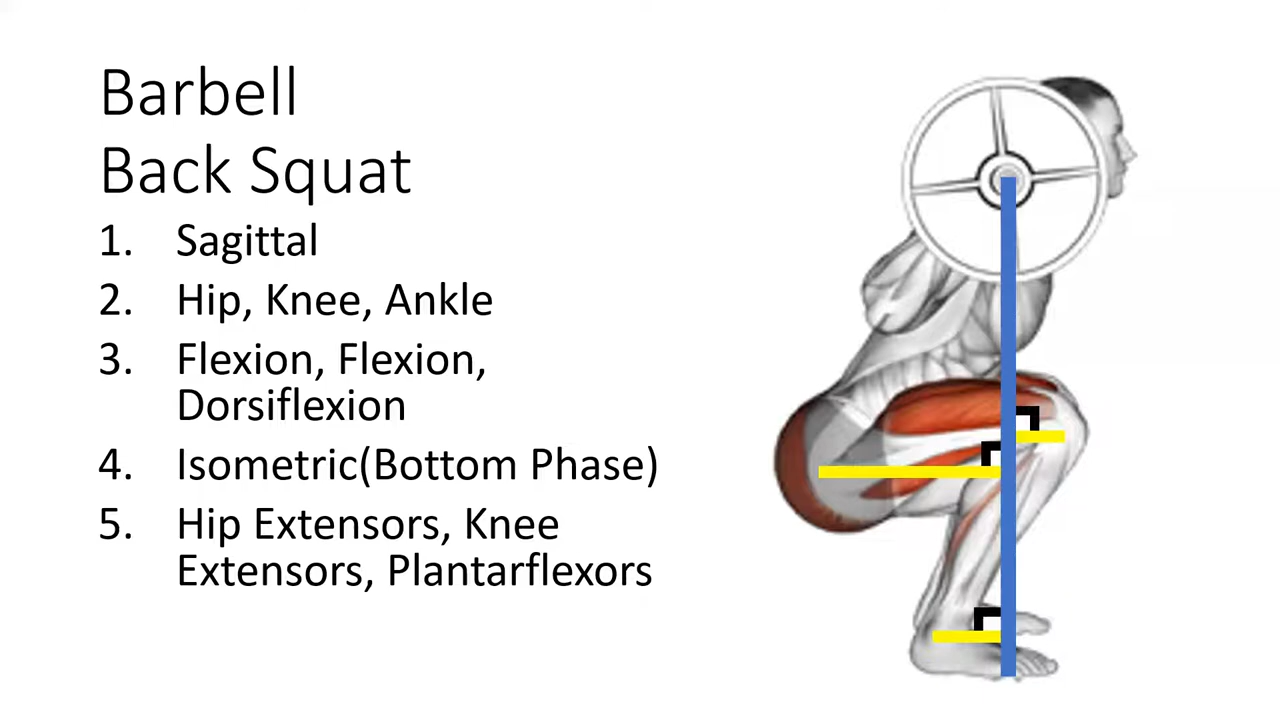 Barbell
Back Squat
1. Sagittal
2. Hip, Knee, Ankle
3. Flexion, Flexion,
Dorsiflexion
4. Isometric(Bottom Phase)
5. Hip Extensors, Knee
Extensors, Plantarflexors